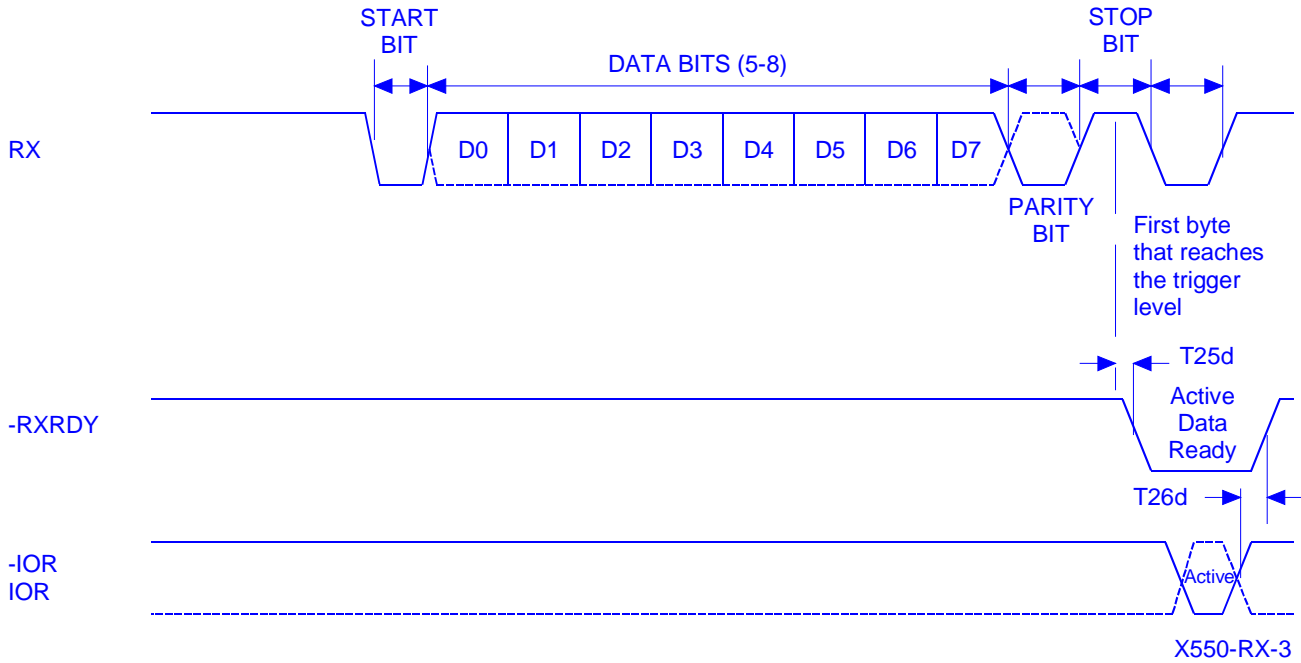 START
BIT
DATA BITS (5-8)
STOP
BIT
RX
D0 D1 D2 D3 D4 D5 D6 D7
PARITY
BIT
First byte
that reaches
the trigger
level
T25d
-RXRDY
Active
Data
Ready
T26d
-IOR
IOR
Active
X550-RX-3